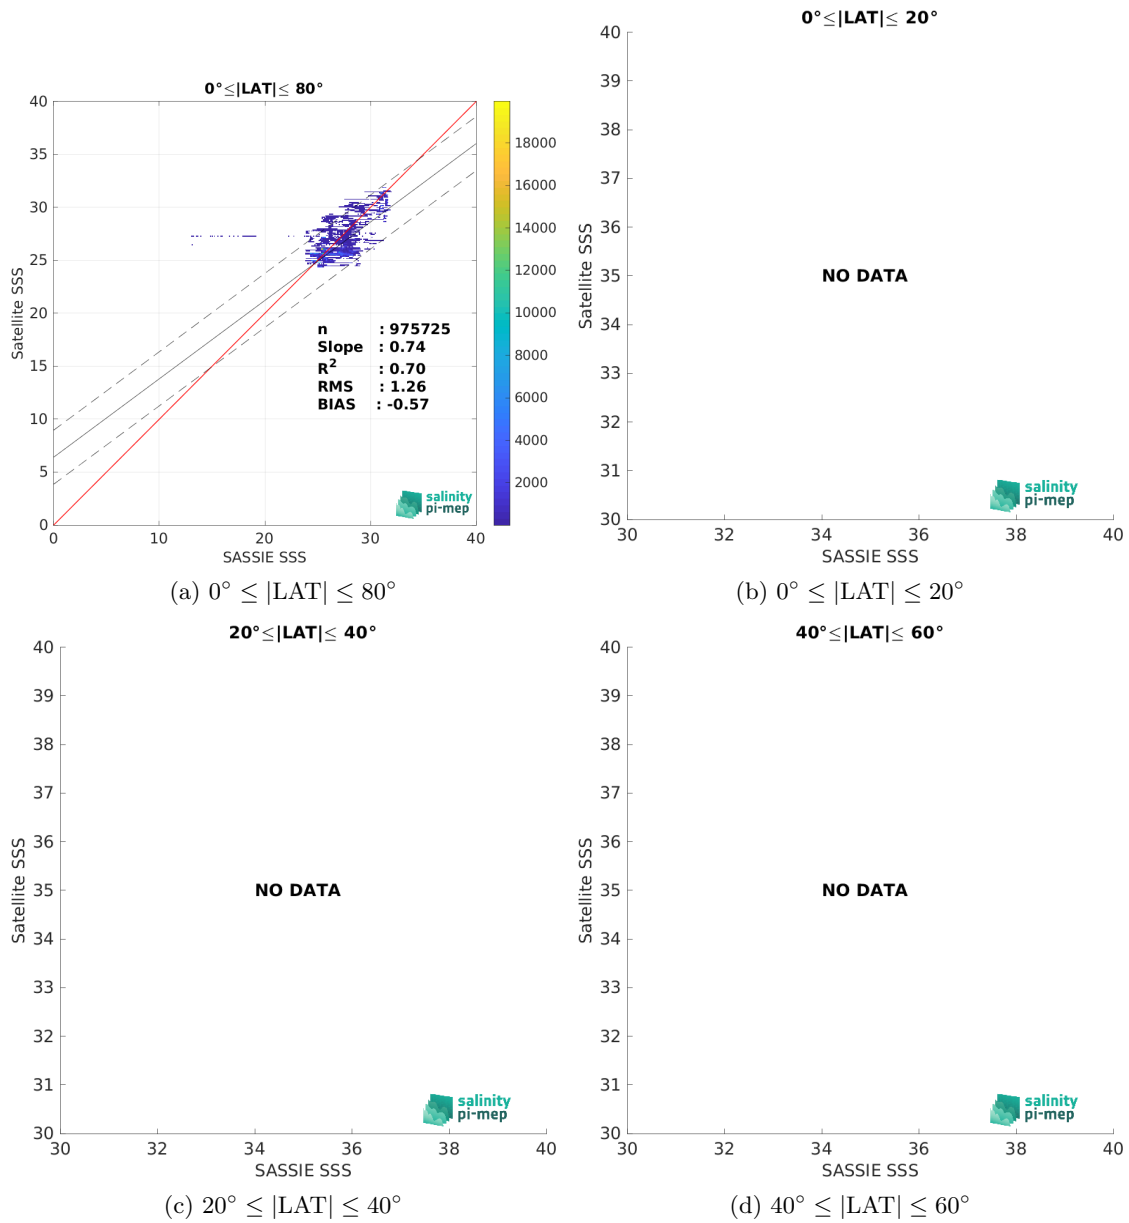 0°≤|LAT|≤ 80°
40
35
30
25
20
15
10
5
0
0 10 20 30 40
Satellite SSS
SASSIE SSS
n : 975725
Slope : 0.74
R² : 0.70
RMS : 1.26
BIAS : -0.57
18000
16000
14000
12000
10000
8000
6000
4000
2000
salinity
pi-mep
(a) 0° ≤ |LAT| ≤ 80°
0°≤|LAT|≤ 20°
40
39
38
37
36
35
34
33
32
31
30
30 32 34 36 38 40
Satellite SSS
SASSIE SSS
NO DATA
salinity
pi-mep
(b) 0° ≤ |LAT| ≤ 20°
20°≤|LAT|≤ 40°
40
39
38
37
36
35
34
33
32
31
30
30 32 34 36 38 40
Satellite SSS
SASSIE SSS
NO DATA
salinity
pi-mep
(c) 20° ≤ |LAT| ≤ 40°
40°≤|LAT|≤ 60°
40
39
38
37
36
35
34
33
32
31
30
30 32 34 36 38 40
Satellite SSS
SASSIE SSS
NO DATA
salinity
pi-mep
(d) 40° ≤ |LAT| ≤ 60°